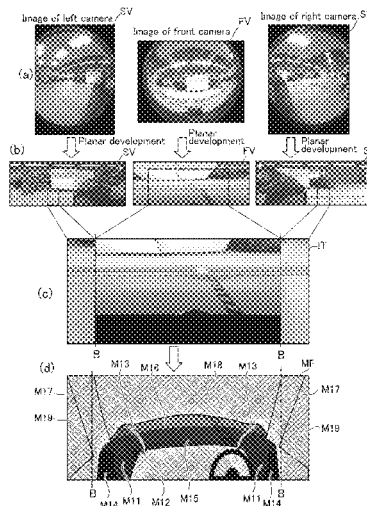 Image of left camera
SV
Image of front camera
FV
Image of right camera
S
(a)
Planar development
Planar development
Planar development
(b)
SV
FV
S
(c)
IT
B
B
(d)
M13
M16
M18
M13
MF
M17
M17
M19
M19
B
M14
M11
M12
M15
M11
M14
B